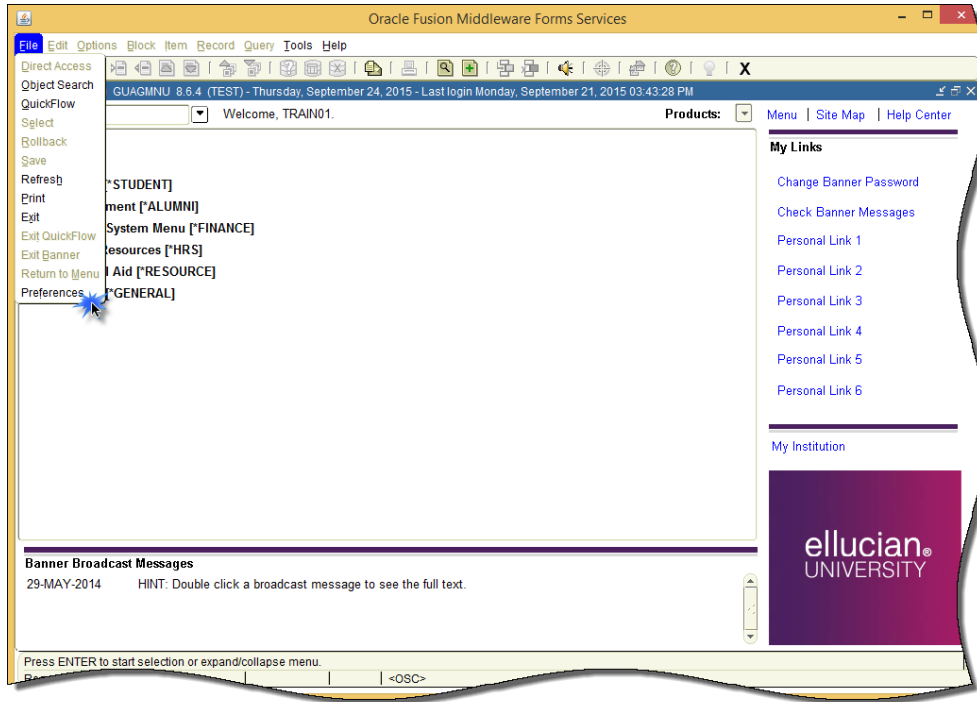 Oracle Fusion Middleware Forms Services
File Edit Options Block Item Record Query Tools Help
Direct Access
Object Search
QuickFlow
Select
Rollback
Save
Refresh
Print
Exit
Exit QuickFlow
Exit Banner
Return to Menu
Preferences
X
GUAGMNU 8.6.4 (TEST) - Thursday, September 24, 2015 - Last login Monday, September 21, 2015 03:43:28 PM
Welcome, TRAIN01. Products: Menu | Site Map | Help Center
[*STUDENT]
ment [*ALUMNI]
System Menu [*FINANCE]
Resources [*HRS]
l Aid [*RESOURCE]
[*GENERAL]
My Links
Change Banner Password
Check Banner Messages
Personal Link 1
Personal Link 2
Personal Link 3
Personal Link 4
Personal Link 5
Personal Link 6
My Institution
ellucian®
UNIVERSITY
Banner Broadcast Messages
29-MAY-2014 HINT: Double click a broadcast message to see the full text.
Press ENTER to start selection or expand/collapse menu.
<OSC>